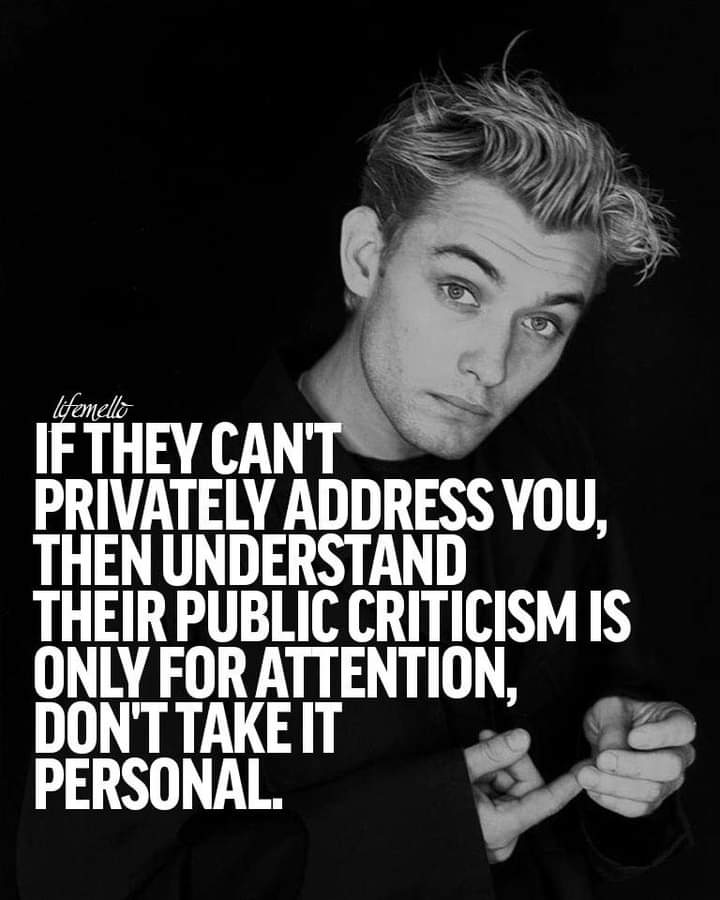 lifemello
IF THEY CAN'T
PRIVATELY ADDRESS YOU,
THEN UNDERSTAND
THEIR PUBLIC CRITICISM IS
ONLY FOR ATTENTION,
DON'T TAKE IT
PERSONAL.